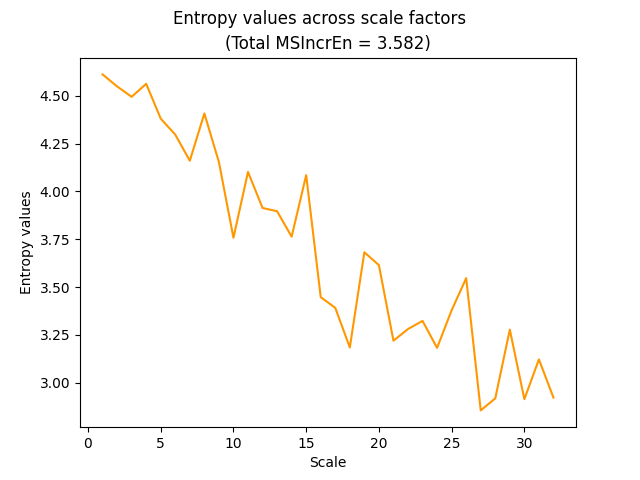 Entropy values across scale factors
(Total MSIncrEn = 3.582)
4.50
4.25
4.00
3.75
3.50
3.25
3.00
Entropy values
0 5 10 15 20 25 30
Scale